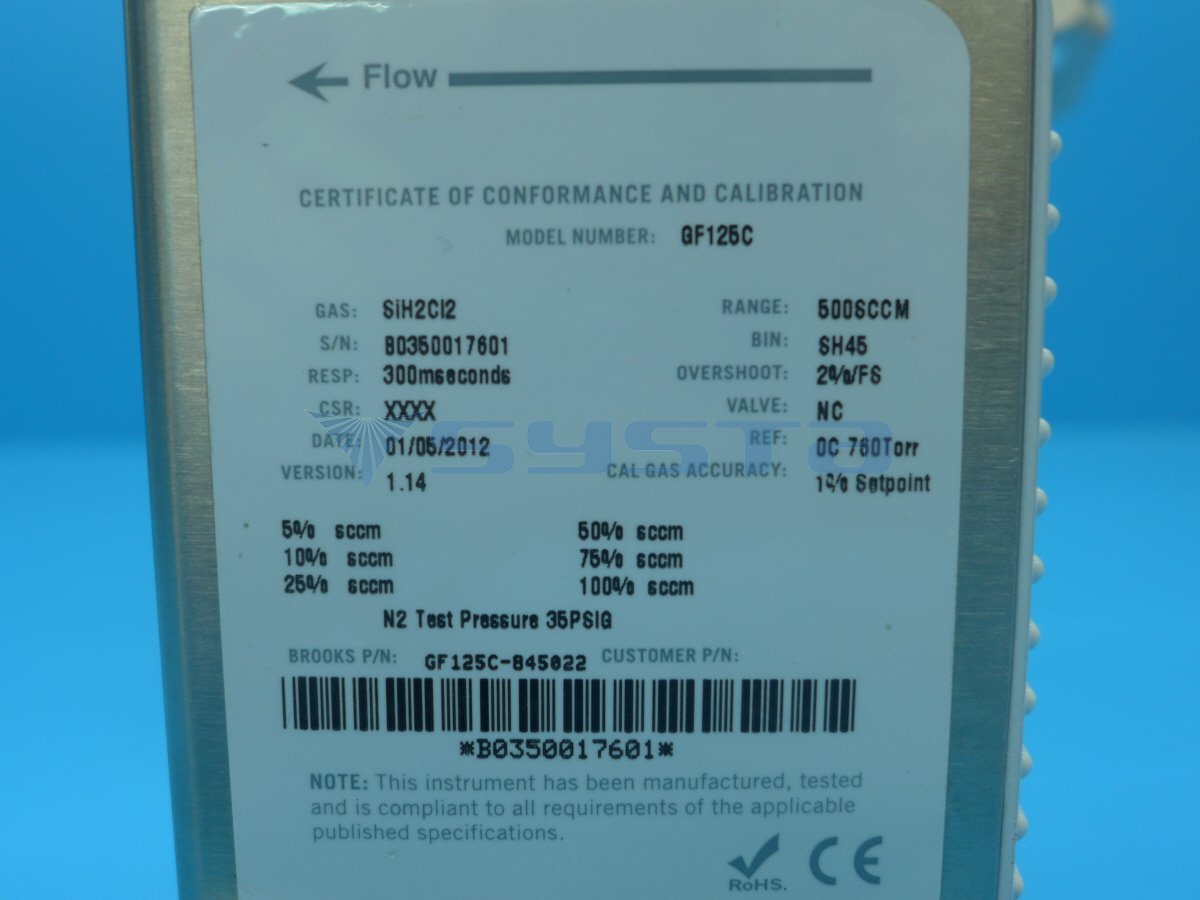 Flow
CERTIFICATE OF CONFORMANCE AND CALIBRATION
MODEL NUMBER: GF125C
GAS: SiH2Cl2 RANGE: 500SCCM
S/N: B0350017601 BIN: SH45
RESP: 300mseconds OVERSHOOT: 2%/FS
CSR: XXXX VALVE: NC
DATE: 01/05/2012 REF: 0C 760Torr
VERSION: 1.14 CAL GAS ACCURACY: 1% Setpoint
systa
5% sccm 50% sccm
10% sccm 75% sccm
25% sccm 100% sccm
N2 Test Pressure 35PSIG
BROOKS P/N: GF125C-845022 CUSTOMER P/N:
*B0350017601*
NOTE: This instrument has been manufactured, tested
and is compliant to all requirements of the applicable
published specifications.
RoHS. CE